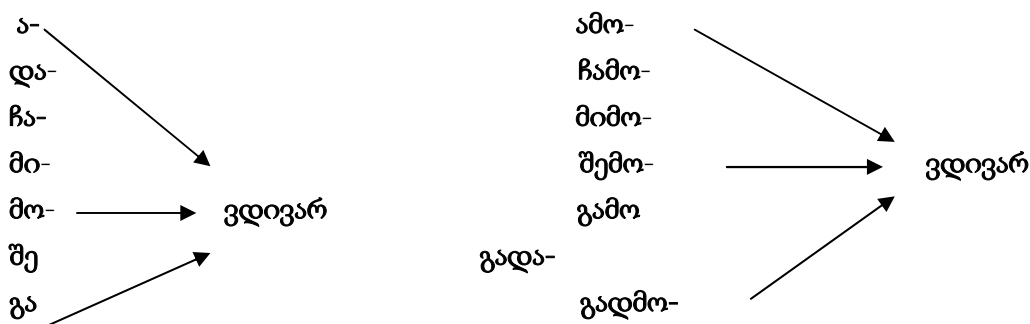 ა-
და-
ჩა-
მი-
მო-
შე
გა
ვდივარ
ამო-
ჩამო-
მიმო-
შემო-
გამო
გადა-
გადმო-
ვდივარ